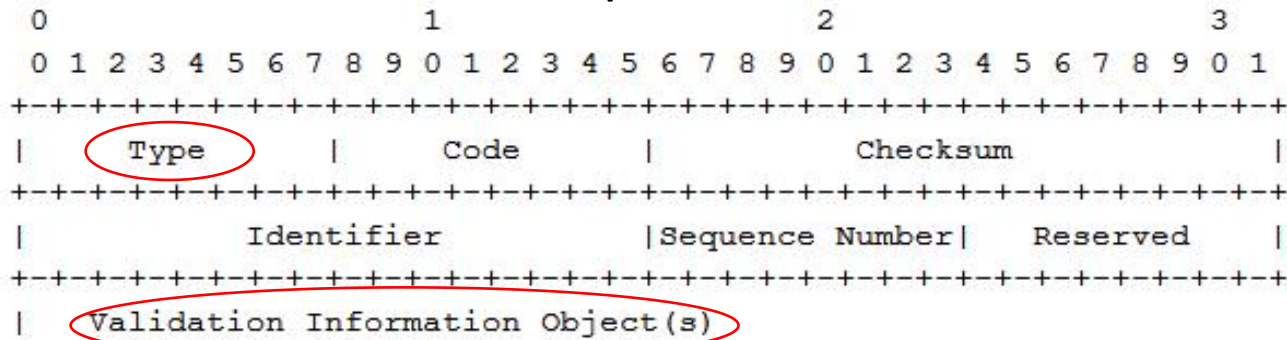 0                   1                   2                   3
0 1 2 3 4 5 6 7 8 9 0 1 2 3 4 5 6 7 8 9 0 1 2 3 4 5 6 7 8 9 0 1
+-+-+-+-+-+-+-+-+-+-+-+-+-+-+-+-+-+-+-+-+-+-+-+-+-+-+-+-+-+-+-+-+
|     Type      |     Code      |          Checksum             |
+-+-+-+-+-+-+-+-+-+-+-+-+-+-+-+-+-+-+-+-+-+-+-+-+-+-+-+-+-+-+-+-+
|           Identifier          |Sequence Number|   Reserved    |
+-+-+-+-+-+-+-+-+-+-+-+-+-+-+-+-+-+-+-+-+-+-+-+-+-+-+-+-+-+-+-+-+
|   Validation Information Object(s)